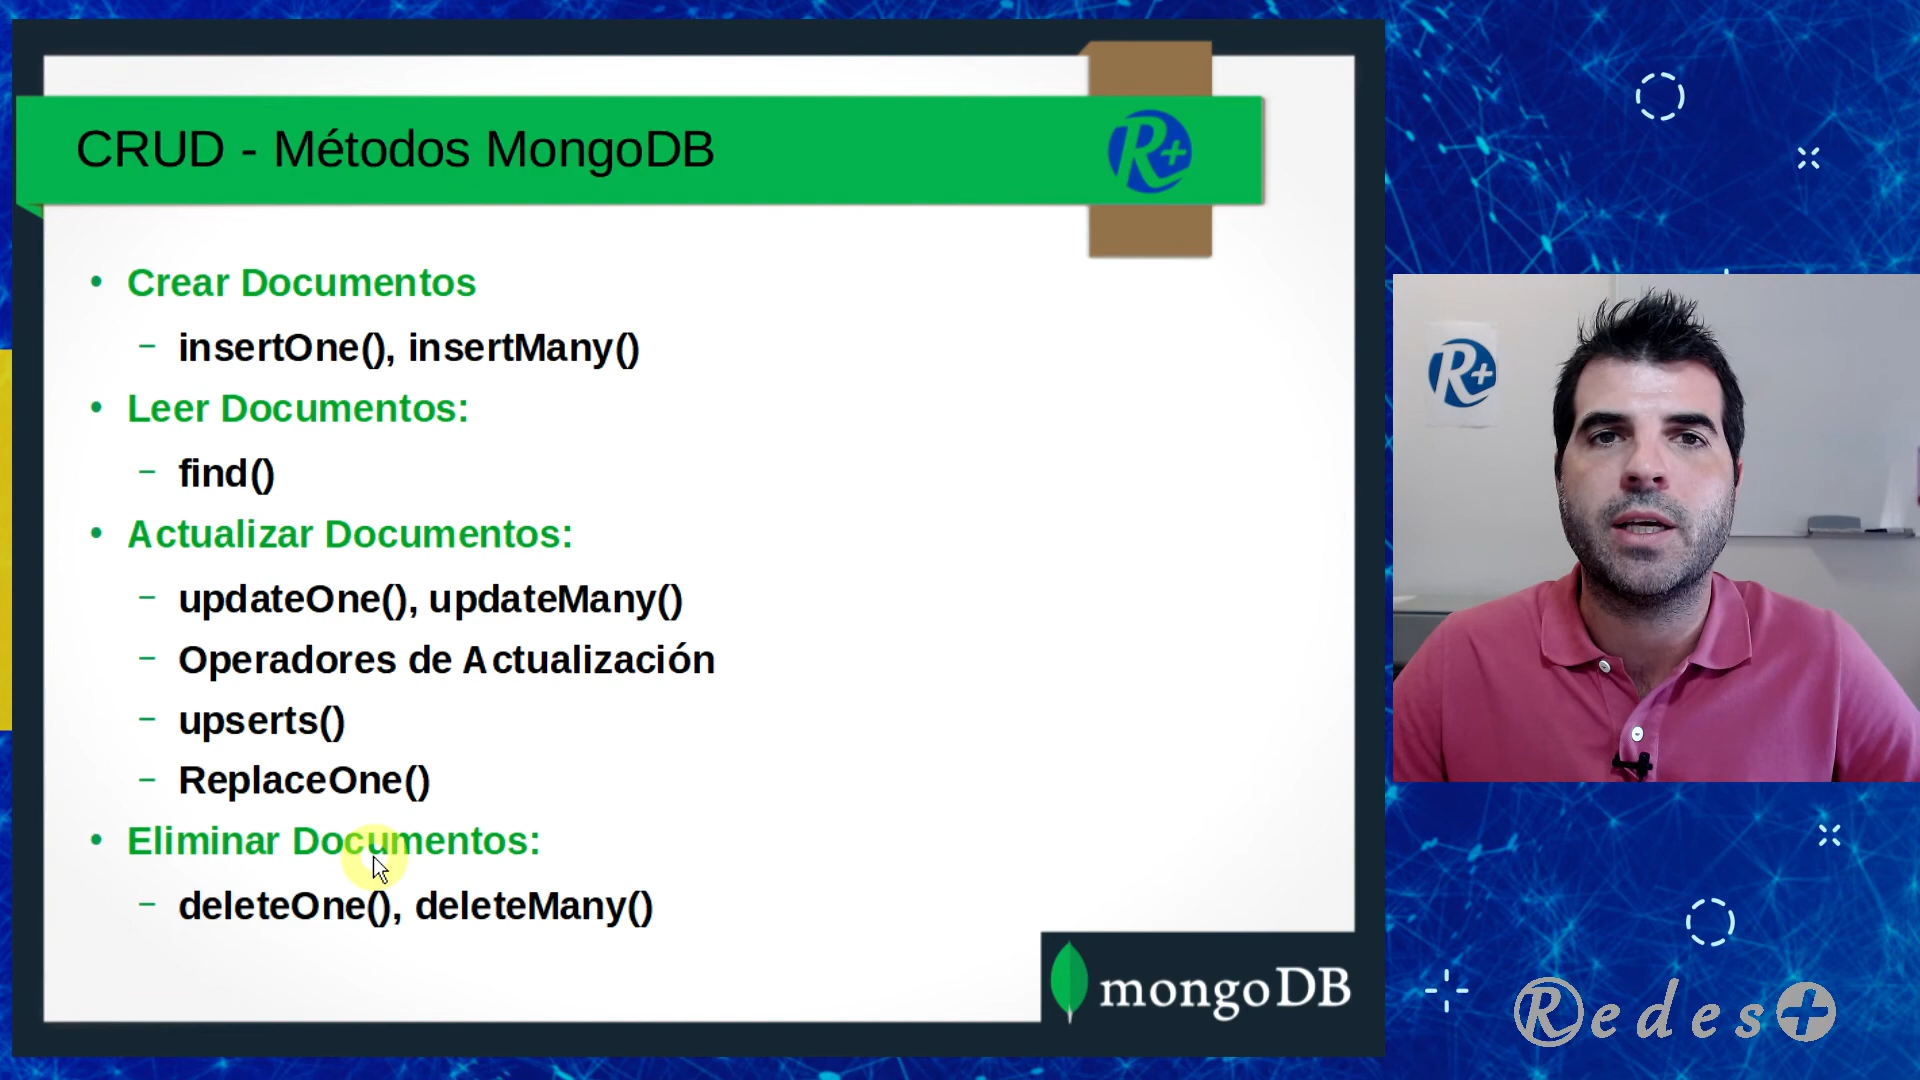 CRUD - Métodos MongoDB
R+
Crear Documentos
insertOne(), insertMany()
Leer Documentos:
find()
Actualizar Documentos:
updateOne(), updateMany()
Operadores de Actualización
upserts()
ReplaceOne()
Eliminar Documentos:
deleteOne(), deleteMany()
mongoDB
R+
Redes+